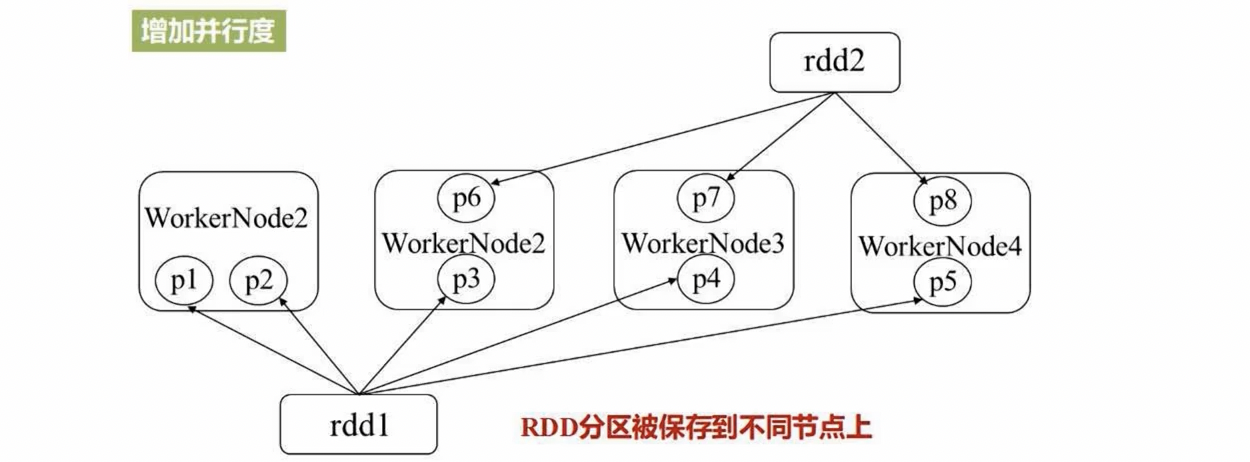 增加并行度
rdd2
p6
p7
p8
WorkerNode2
WorkerNode2
WorkerNode3
WorkerNode4
p1
p2
p3
p4
p5
rdd1
RDD分区被保存到不同节点上